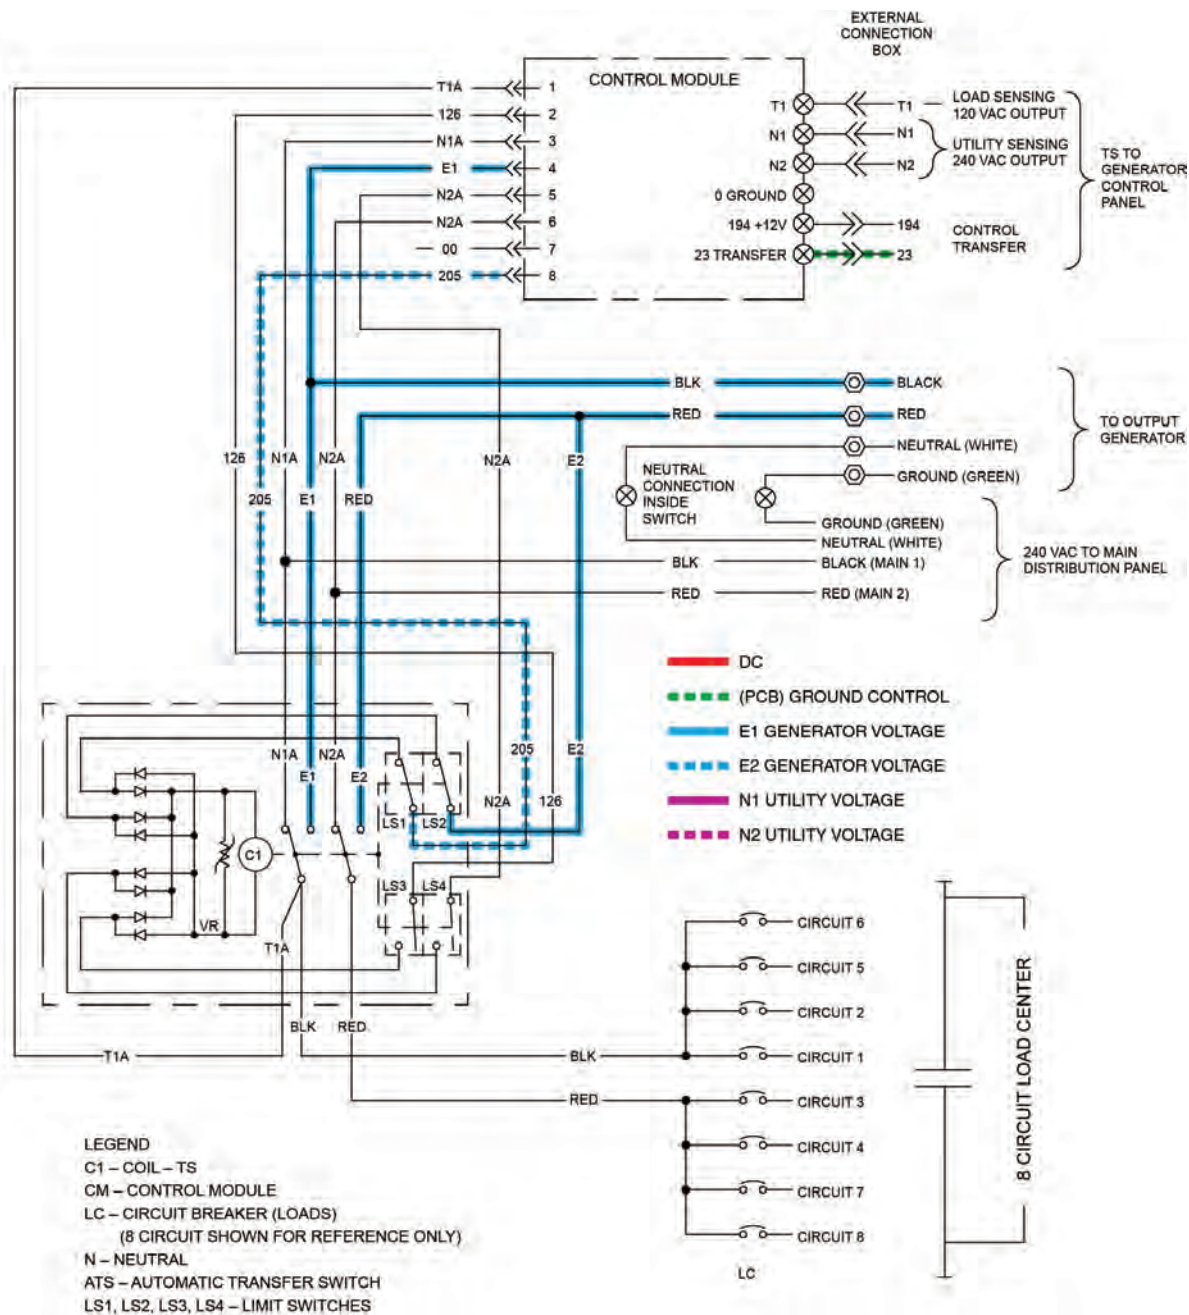 EXTERNAL
CONNECTION
BOX
CONTROL MODULE
T1A
1
126
2
N1A
3
E1
4
N2A
5
N2A
6
00
7
205
8
T1
T1
LOAD SENSING
120 VAC OUTPUT
N1
N1
UTILITY SENSING
240 VAC OUTPUT
N2
N2
0 GROUND
194 +12V
194
CONTROL
TRANSFER
23 TRANSFER
23
TS TO
GENERATOR
CONTROL
PANEL
BLK
BLACK
RED
RED
NEUTRAL (WHITE)
GROUND (GREEN)
TO OUTPUT
GENERATOR
126
N1A
N2A
N2A
E2
205
E1
RED
NEUTRAL
CONNECTION
INSIDE
SWITCH
GROUND (GREEN)
NEUTRAL (WHITE)
BLK
BLACK (MAIN 1)
RED
RED (MAIN 2)
240 VAC TO MAIN
DISTRIBUTION PANEL
DC
(PCB) GROUND CONTROL
E1 GENERATOR VOLTAGE
E2 GENERATOR VOLTAGE
N1 UTILITY VOLTAGE
N2 UTILITY VOLTAGE
N1A
N2A
E1
E2
205
E2
N2A
126
LS1
LS2
C1
LS3
LS4
VR
T1A
BLK
RED
T1A
BLK
RED
CIRCUIT 6
CIRCUIT 5
CIRCUIT 2
CIRCUIT 1
CIRCUIT 3
CIRCUIT 4
CIRCUIT 7
CIRCUIT 8
LC
8 CIRCUIT LOAD CENTER
LEGEND
C1 – COIL – TS
CM – CONTROL MODULE
LC – CIRCUIT BREAKER (LOADS)
(8 CIRCUIT SHOWN FOR REFERENCE ONLY)
N – NEUTRAL
ATS – AUTOMATIC TRANSFER SWITCH
LS1, LS2, LS3, LS4 – LIMIT SWITCHES